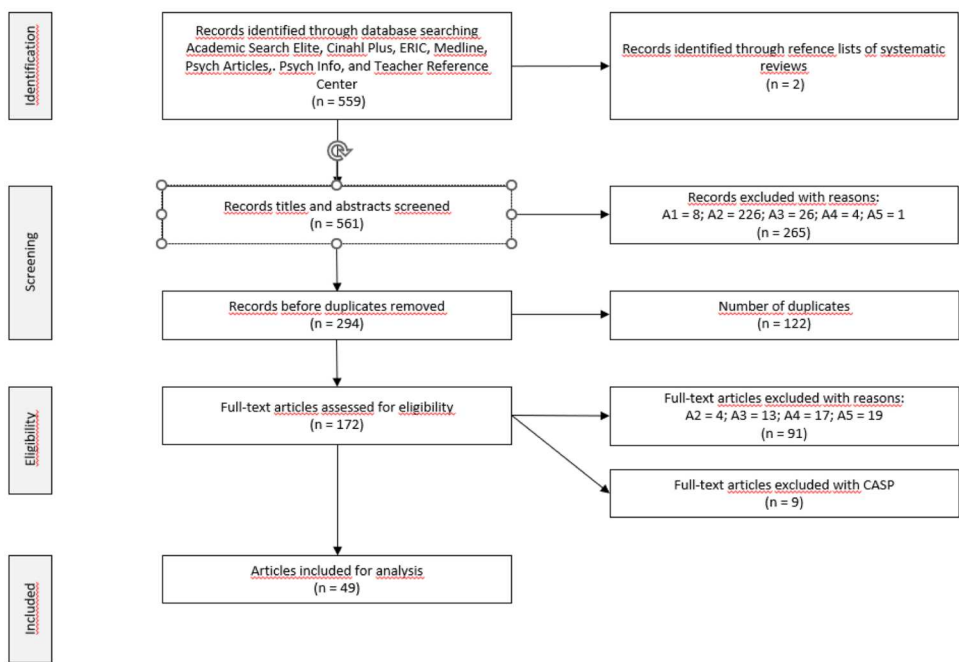 Identification
Records identified through database searching
Academic Search Elite, Cinahl Plus, ERIC, Medline,
Psych Articles,. Psych Info, and Teacher Reference
Center
(n = 559)
Records identified through refence lists of systematic
reviews
(n = 2)
Screening
Records titles and abstracts screened
(n = 561)
Records excluded with reasons:
A1 = 8; A2 = 226; A3 = 26; A4 = 4; A5 = 1
(n = 265)
Records before duplicates removed
(n = 294)
Number of duplicates
(n = 122)
Eligibility
Full-text articles assessed for eligibility
(n = 172)
Full-text articles excluded with reasons:
A2 = 4; A3 = 13; A4 = 17; A5 = 19
(n = 91)
Full-text articles excluded with CASP
(n = 9)
Included
Articles included for analysis
(n = 49)